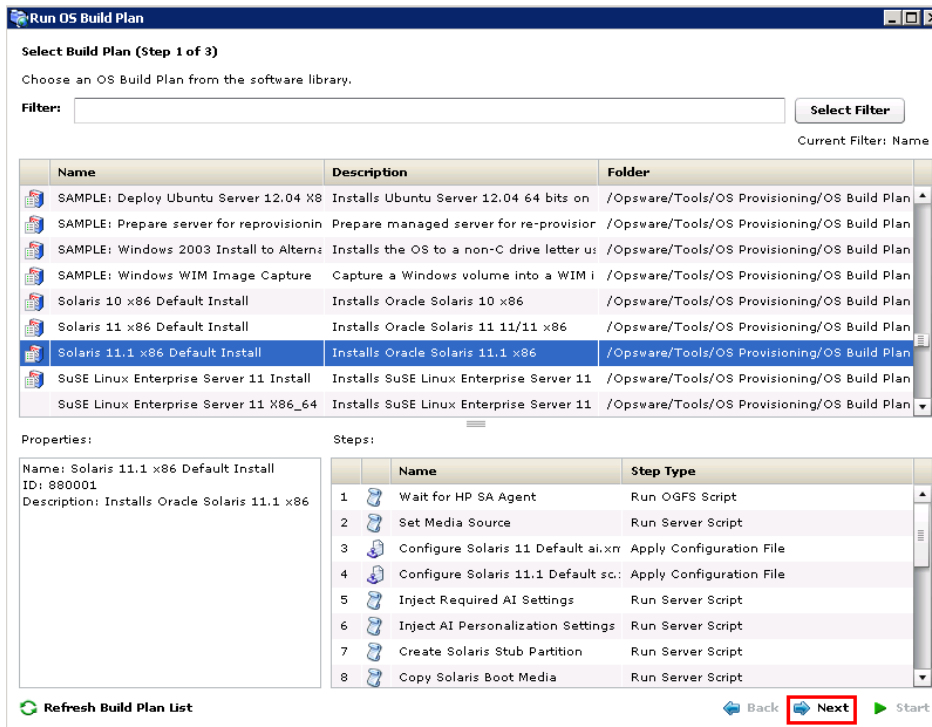 Run OS Build Plan
Select Build Plan (Step 1 of 3)
Choose an OS Build Plan from the software library.
Filter: Select Filter
Current Filter: Name
Name Description Folder
SAMPLE: Deploy Ubuntu Server 12.04 X8 Installs Ubuntu Server 12.04 64 bits on /Opsware/Tools/OS Provisioning/OS Build Plan
SAMPLE: Prepare server for reprovisionin Prepare managed server for re-provision /Opsware/Tools/OS Provisioning/OS Build Plan
SAMPLE: Windows 2003 Install to Alterna Installs the OS to a non-C drive letter us /Opsware/Tools/OS Provisioning/OS Build Plan
SAMPLE: Windows WIM Image Capture Capture a Windows volume into a WIM i /Opsware/Tools/OS Provisioning/OS Build Plan
Solaris 10 x86 Default Install Installs Oracle Solaris 10 x86 /Opsware/Tools/OS Provisioning/OS Build Plan
Solaris 11 x86 Default Install Installs Oracle Solaris 11 11/11 x86 /Opsware/Tools/OS Provisioning/OS Build Plan
Solaris 11.1 x86 Default Install Installs Oracle Solaris 11.1 x86 /Opsware/Tools/OS Provisioning/OS Build Plan
SuSE Linux Enterprise Server 11 Install Installs SuSE Linux Enterprise Server 11 /Opsware/Tools/OS Provisioning/OS Build Plan
SuSE Linux Enterprise Server 11 X86_64 Installs SuSE Linux Enterprise Server 11 /Opsware/Tools/OS Provisioning/OS Build Plan
Properties:
Name: Solaris 11.1 x86 Default Install
ID: 880001
Description: Installs Oracle Solaris 11.1 x86
Steps:
Name Step Type
1 Wait for HP SA Agent Run OGFS Script
2 Set Media Source Run Server Script
3 Configure Solaris 11 Default ai.xm Apply Configuration File
4 Configure Solaris 11.1 Default sc. Apply Configuration File
5 Inject Required AI Settings Run Server Script
6 Inject AI Personalization Settings Run Server Script
7 Create Solaris Stub Partition Run Server Script
8 Copy Solaris Boot Media Run Server Script
Refresh Build Plan List Back Next Start